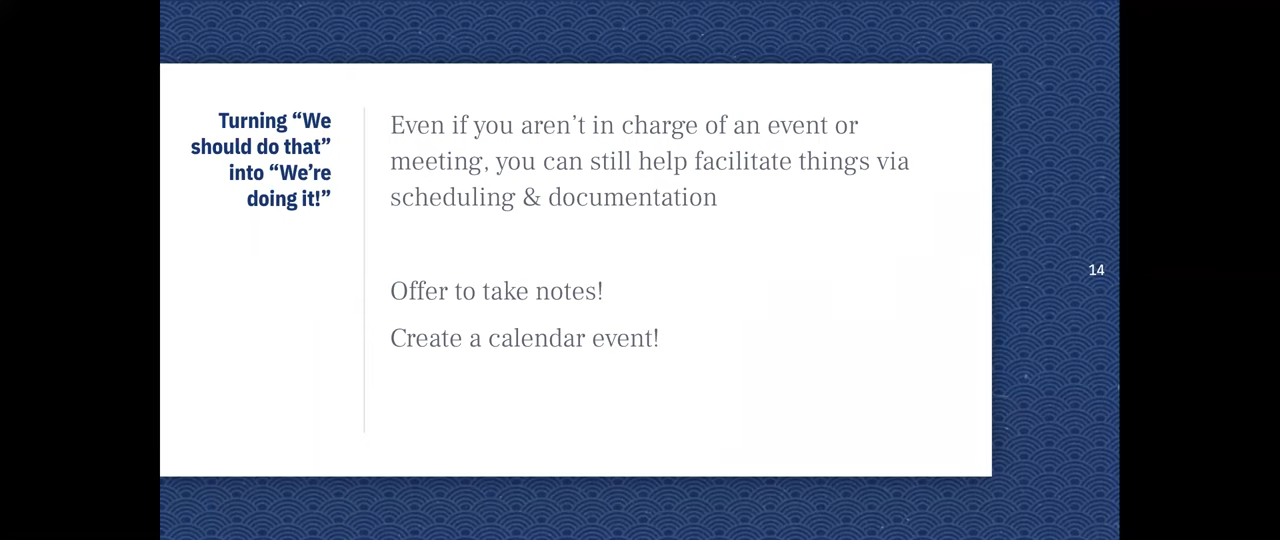 Turning “We
should do that”
into “We’re
doing it!”
Even if you aren’t in charge of an event or
meeting, you can still help facilitate things via
scheduling & documentation
Offer to take notes!
Create a calendar event!
14